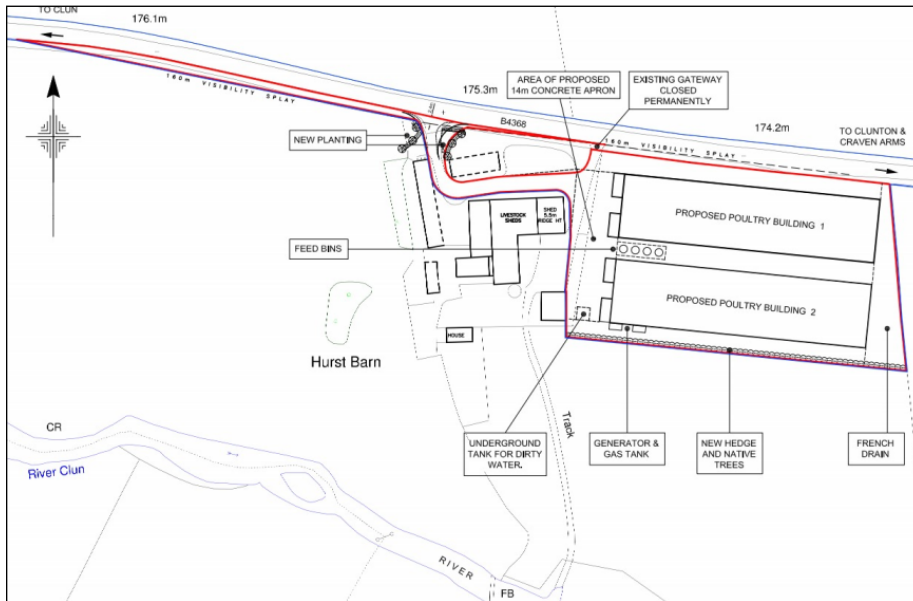 TO CLUN
176.1m
160m VISIBILITY SPLAY
AREA OF PROPOSED
14m CONCRETE APRON
EXISTING GATEWAY
CLOSED
PERMANENTLY
175.3m
B4368
174.2m
TO CLUNTON &
CRAVEN ARMS
NEW PLANTING
VISIBILITY SPLAY
LIVESTOCK
SHEDS
SHED
5.5m
RIDGE HT
PROPOSED POULTRY BUILDING 1
FEED BINS
PROPOSED POULTRY BUILDING 2
HOUSE
Hurst Barn
Track
UNDERGROUND
TANK FOR DIRTY
WATER.
GENERATOR &
GAS TANK
NEW HEDGE
AND NATIVE
TREES
FRENCH
DRAIN
CR
River Clun
RIVER
FB